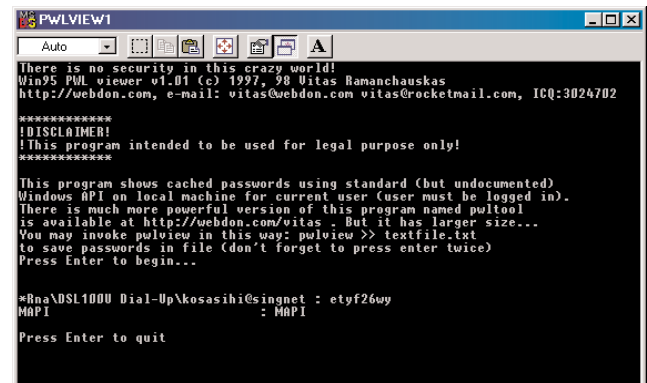 PWLVIEW1
Auto
A
There is no security in this crazy world!
Win95 PWL viewer v1.01 (c) 1997, 98 Vitas Ramanchauskas
http://webdon.com, e-mail: vitas@webdon.com vitas@rocketmail.com, ICQ:3024702
************
!DISCLAIMER!
!This program intended to be used for legal purpose only!
************
This program shows cached passwords using standard (but undocumented)
Windows API on local machine for current user (user must be logged in).
There is much more powerful version of this program named pwltool
is available at http://webdon.com/vitas . But it has larger size...
You may invoke pwlview in this way: pwlview >> textfile.txt
to save passwords in file (don't forget to press enter twice)
Press Enter to begin...
*Rna\DSL100U Dial-Up\kosasihi@singnet : etyf26wy
MAPI : MAPI
Press Enter to quit